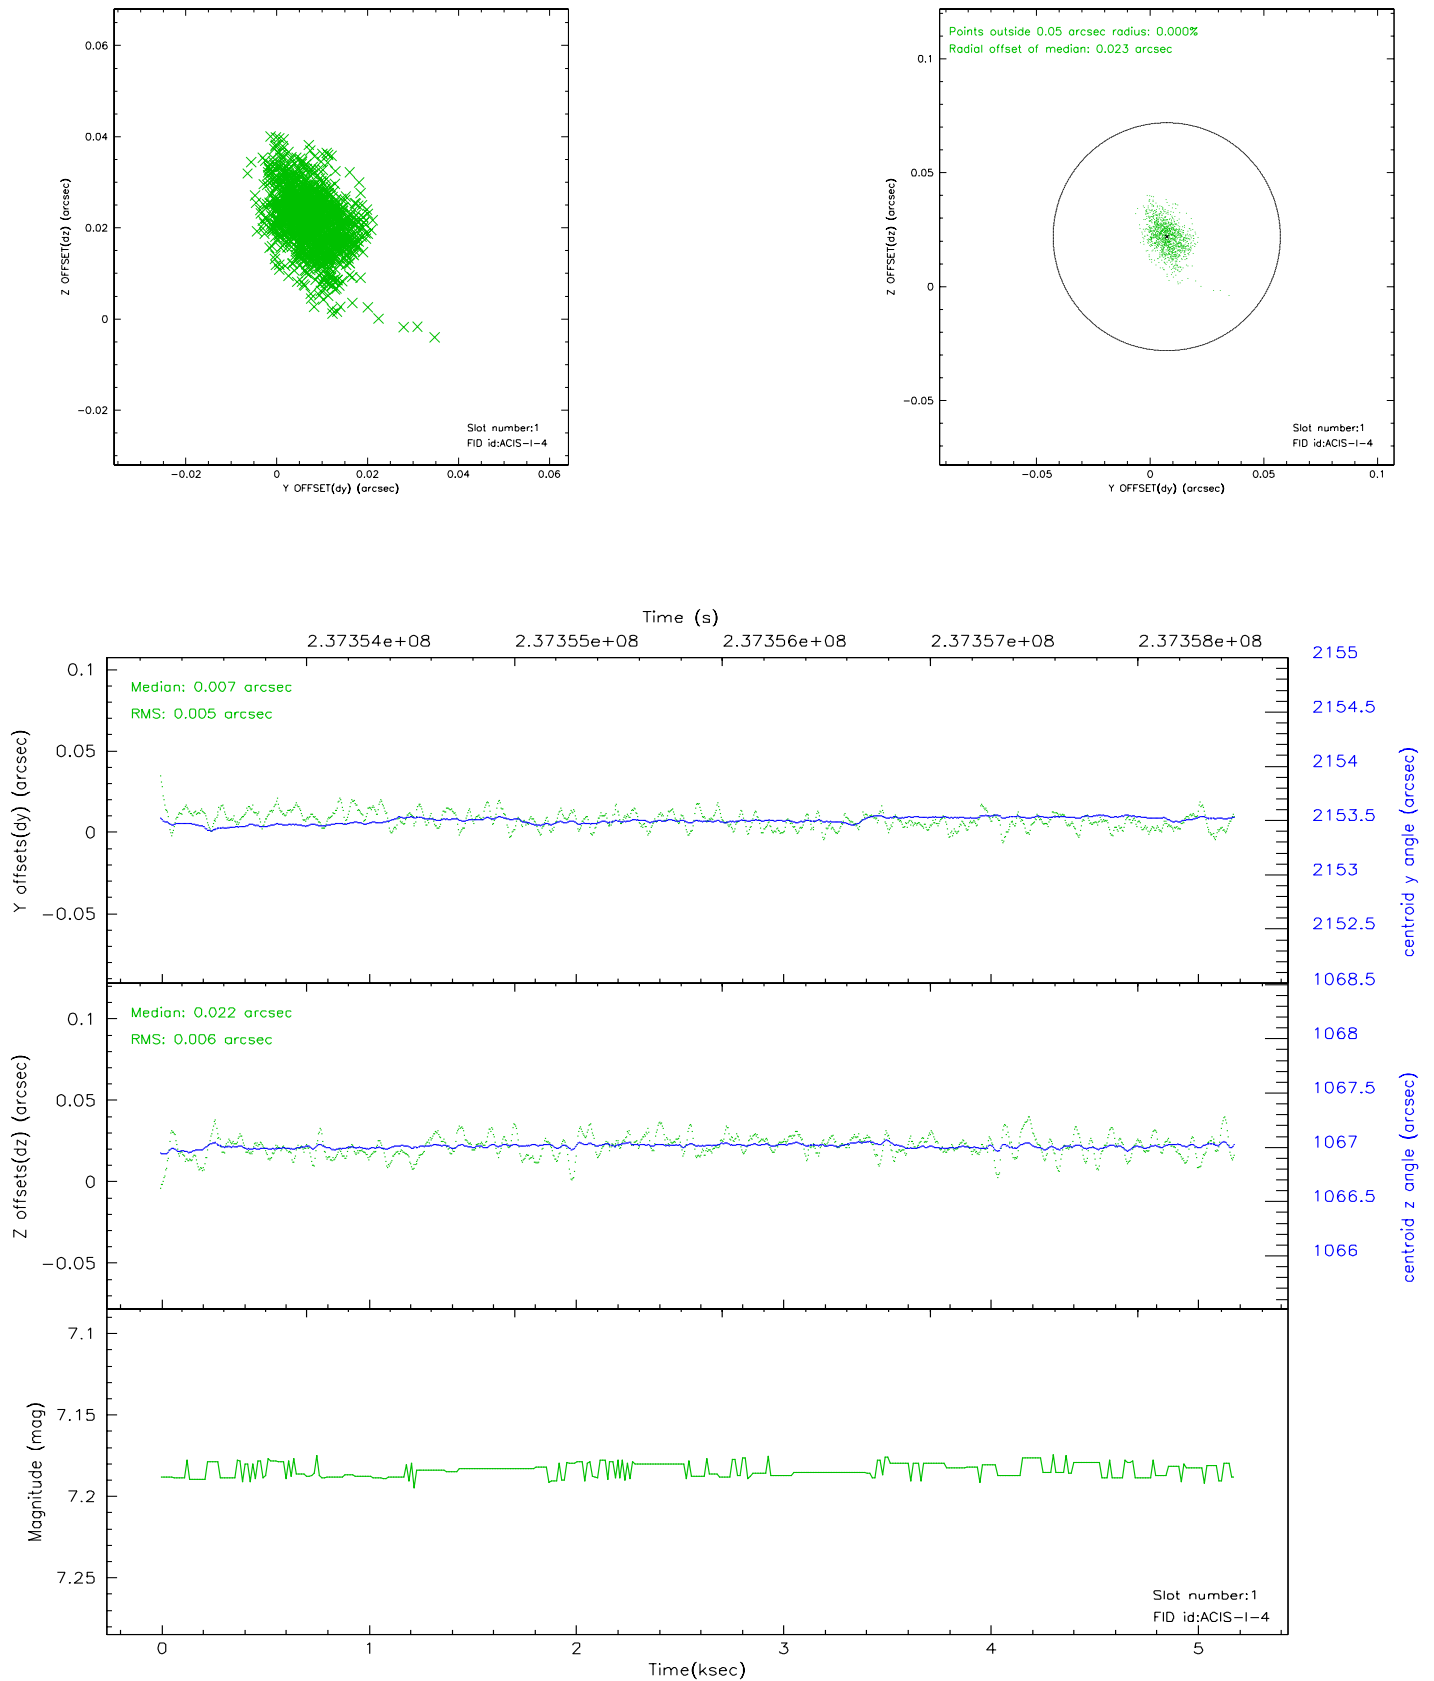 0.06
0.04
0.02
0
-0.02
Z OFFSET(dz) (arcsec)
Slot number:1
FID id:ACIS-I-4
-0.02 0 0.02 0.04 0.06
Y OFFSET(dy) (arcsec)
Points outside 0.05 arcsec radius: 0.000%
Radial offset of median: 0.023 arcsec
0.1
0.05
0
-0.05
Z OFFSET(dz) (arcsec)
Slot number:1
FID id:ACIS-I-4
-0.05 0 0.05 0.1
Y OFFSET(dy) (arcsec)
Time (s)
2.37354e+08 2.37355e+08 2.37356e+08 2.37357e+08 2.37358e+08
Median: 0.007 arcsec
RMS: 0.005 arcsec
0.1
0.05
0
-0.05
Y offsets(dy) (arcsec)
2155
2154.5
2154
2153.5
2153
2152.5
centroid y angle (arcsec)
Median: 0.022 arcsec
RMS: 0.006 arcsec
0.1
0.05
0
-0.05
Z offsets(dz) (arcsec)
1068.5
1068
1067.5
1067
1066.5
1066
centroid z angle (arcsec)
7.1
7.15
7.2
7.25
Magnitude (mag)
Slot number:1
FID id:ACIS-I-4
0 1 2 3 4 5
Time(ksec)